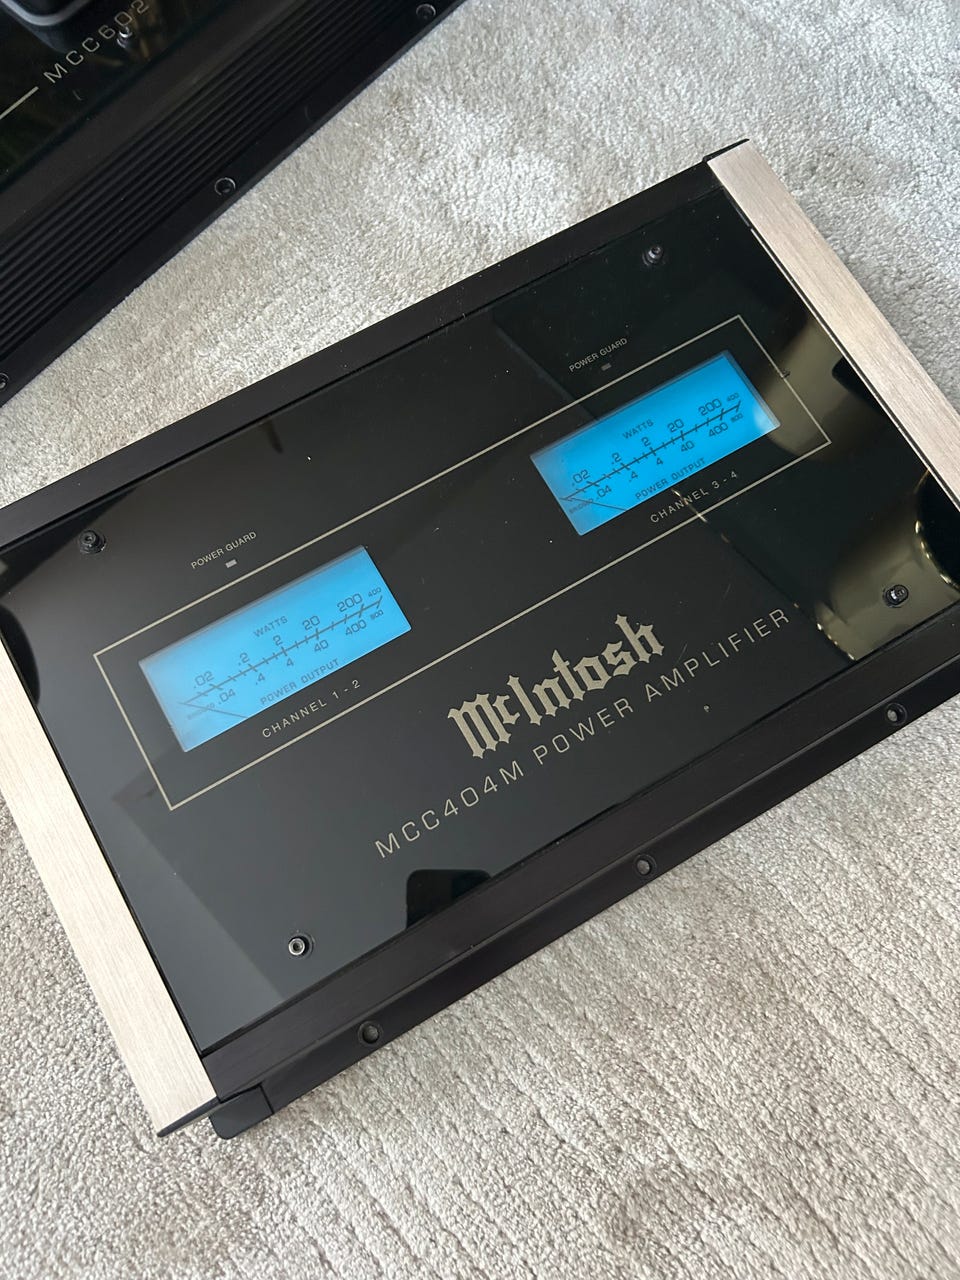 MCC602
POWER GUARD
WATTS
.02 .2 2 20 200 400
.04 .4 4 40 400 800
POWER OUTPUT
CHANNEL 3 - 4
POWER GUARD
WATTS
.02 .2 2 20 200 400
.04 .4 4 40 400 800
POWER OUTPUT
CHANNEL 1 - 2
McIntosh
MCC404M POWER AMPLIFIER